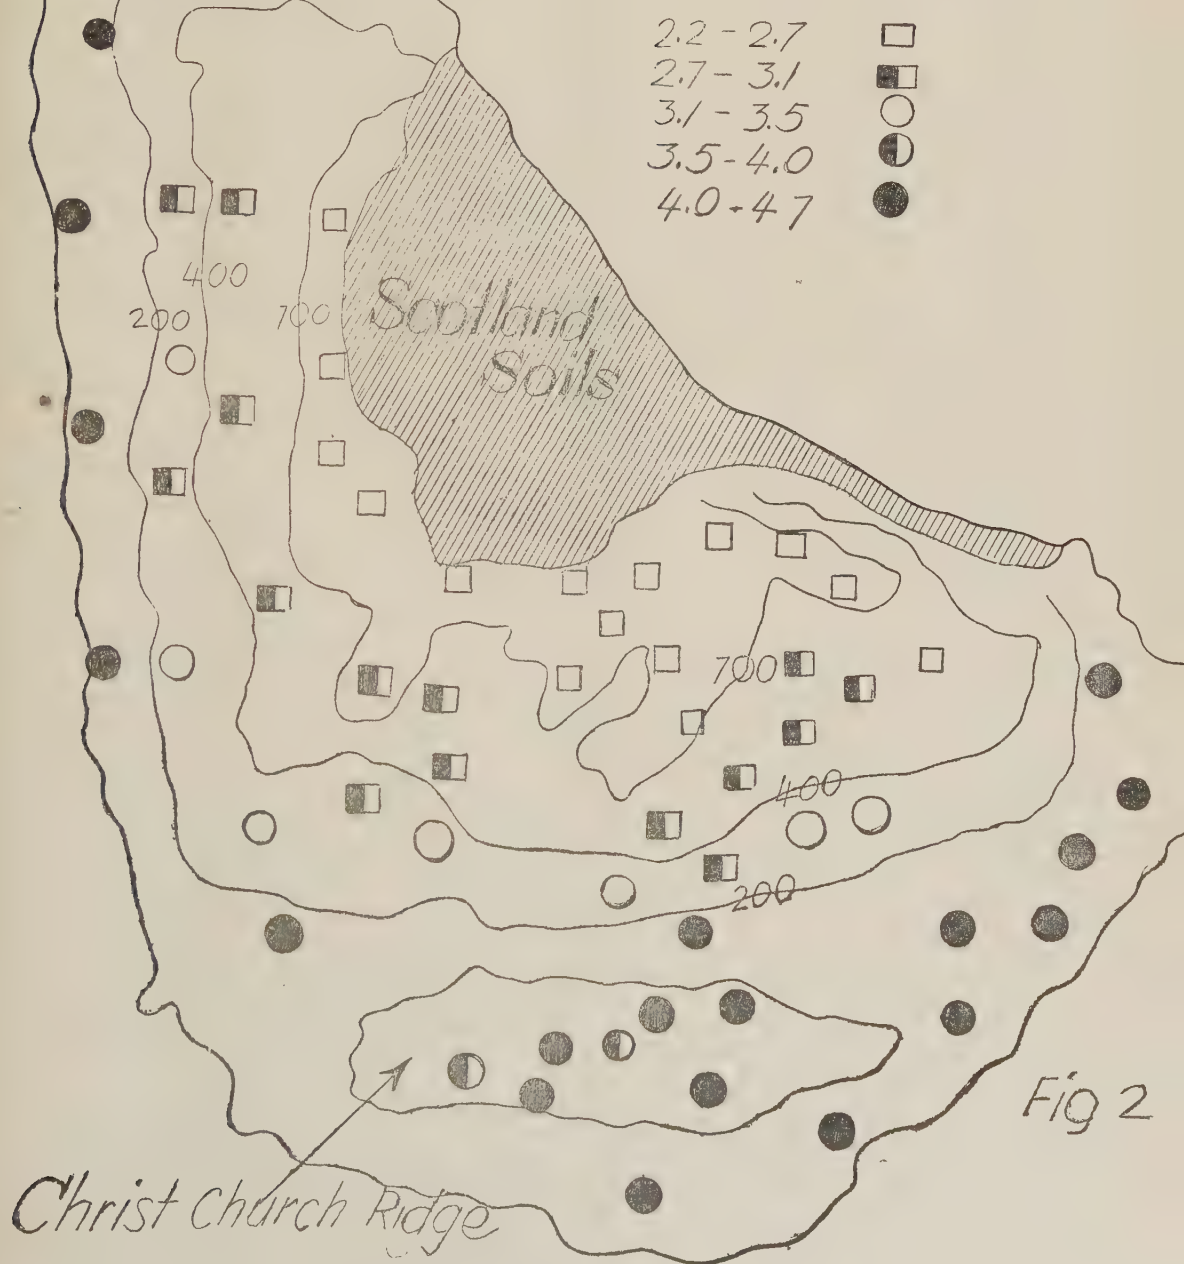 2.2 - 2.7
2.7 - 3.1
3.1 - 3.5
3.5 - 4.0
4.0 - 4.7
400
200
700
Scotland
Soils
700
400
200
Fig 2
Christ Church Ridge